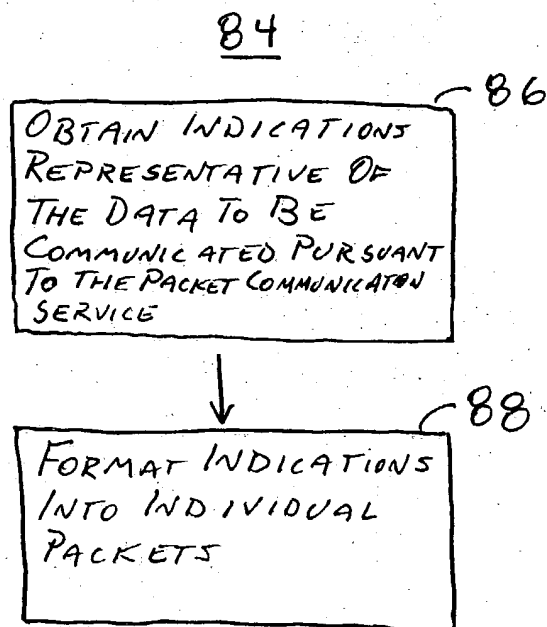 84
86
OBTAIN INDICATIONS
REPRESENTATIVE OF
THE DATA TO BE
COMMUNICATED PURSUANT
TO THE PACKET COMMUNICATON
SERVICE
88
FORMAT INDICATIONS
INTO INDIVIDUAL
PACKETS